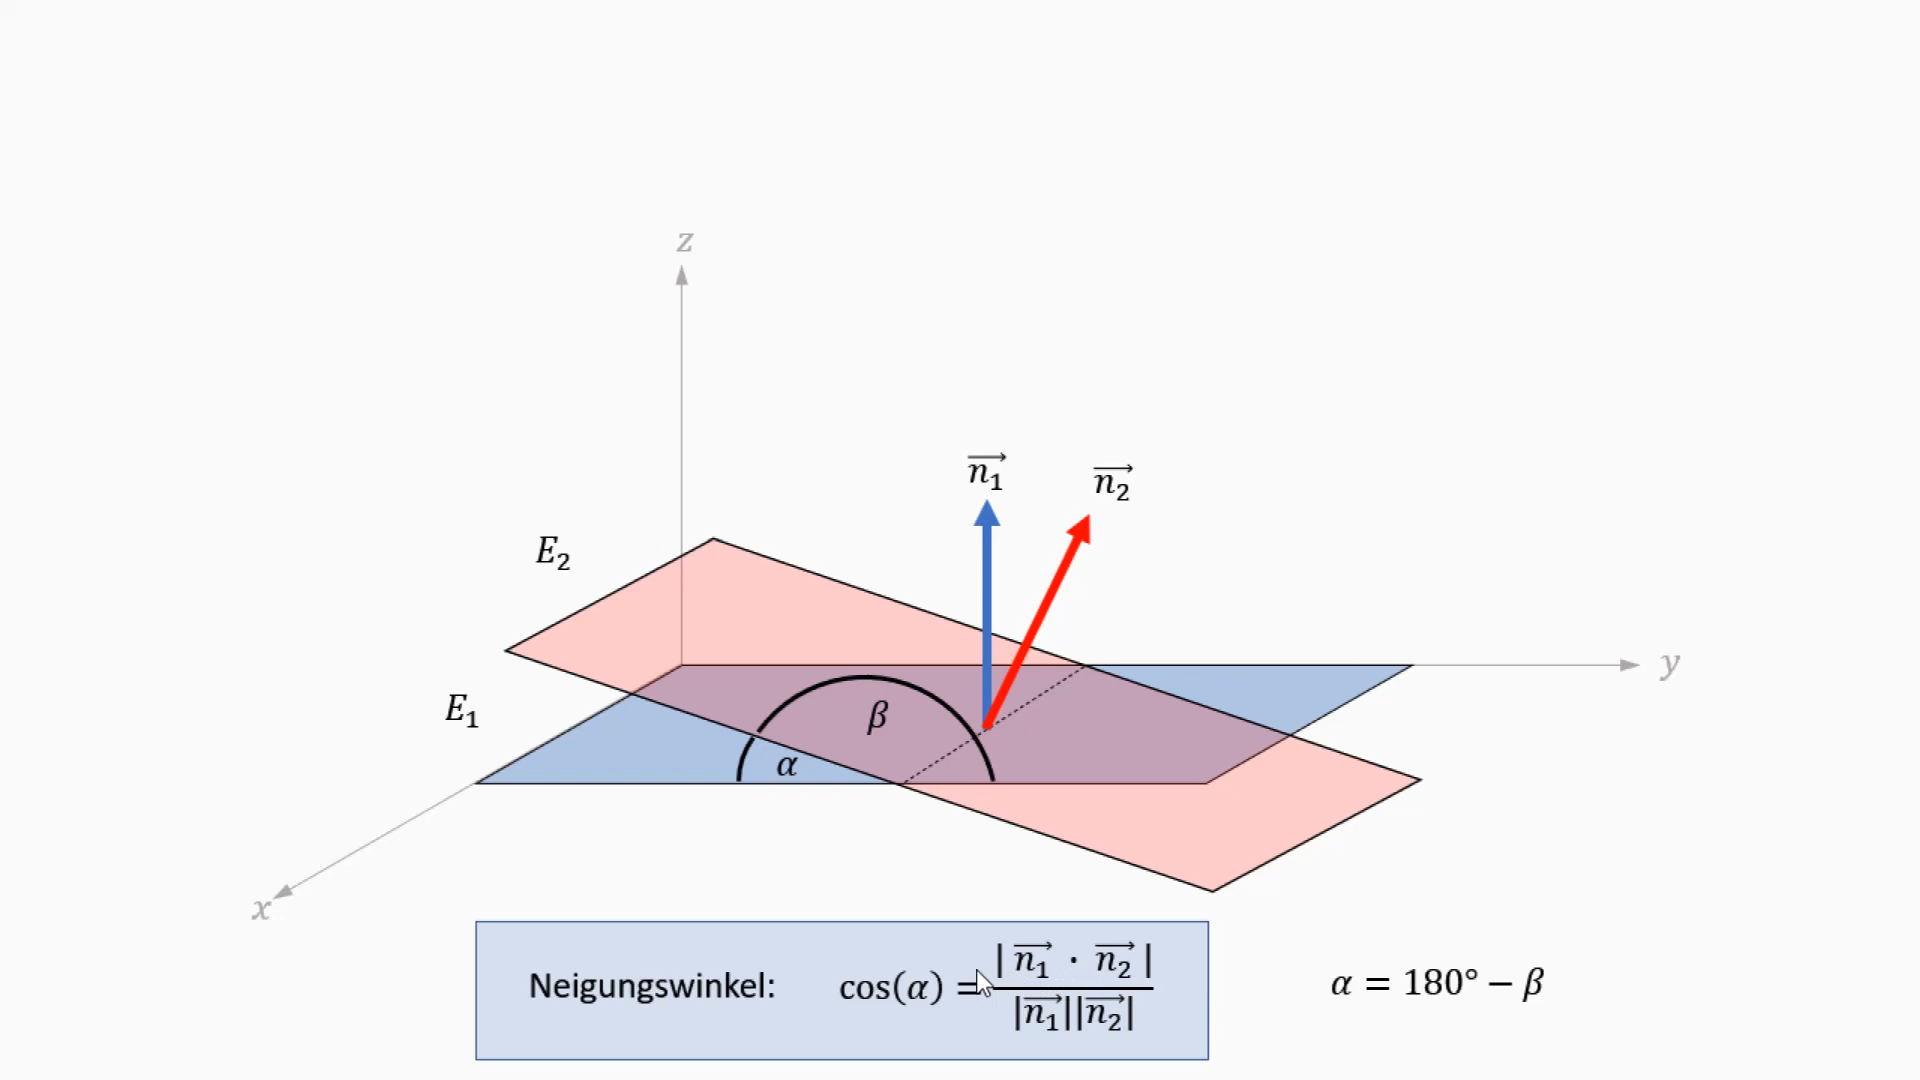 z
n₁
n₂
E₂
E₁
y
β
α
x
Neigungswinkel: cos(α) = | n₁ · n₂ | / |n₁||n₂|
α = 180° − β